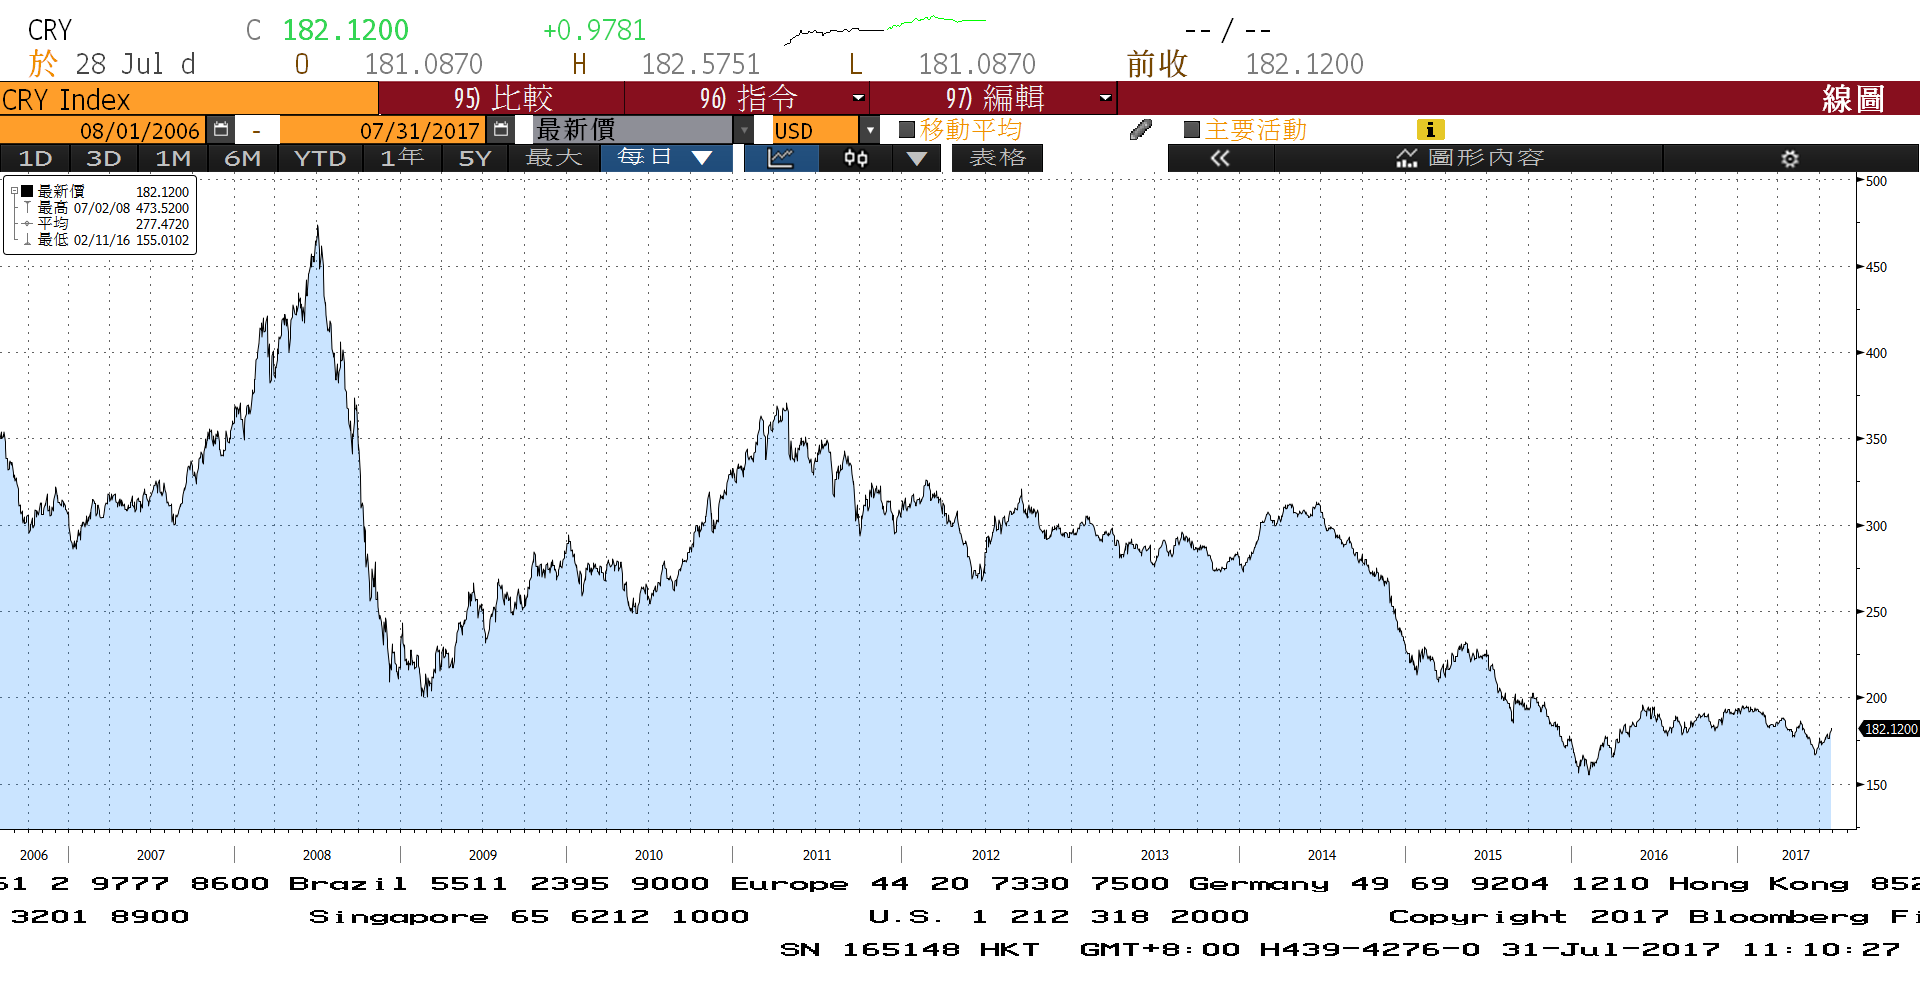 CRY C 182.1200 +0.9781 -- / --
於 28 Jul d O 181.0870 H 182.5751 L 181.0870 前收 182.1200
CRY Index 95) 比較 96) 指令 97) 編輯 線圖
08/01/2006 - 07/31/2017 最新價 USD 移動平均 主要活動 i
1D 3D 1M 6M YTD 1年 5Y 最大 每日 ▼ 表格 « 圖形內容
最新價 182.1200
最高 07/02/08 473.5200
平均 277.4720
最低 02/11/16 155.0102
500
450
400
350
300
250
200
182.1200
150
2006 2007 2008 2009 2010 2011 2012 2013 2014 2015 2016 2017
61 2 9777 8600 Brazil 5511 2395 9000 Europe 44 20 7330 7500 Germany 49 69 9204 1210 Hong Kong 852
3201 8900 Singapore 65 6212 1000 U.S. 1 212 318 2000 Copyright 2017 Bloomberg Fi
SN 165148 HKT GMT+8:00 H439-4276-0 31-Jul-2017 11:10:27